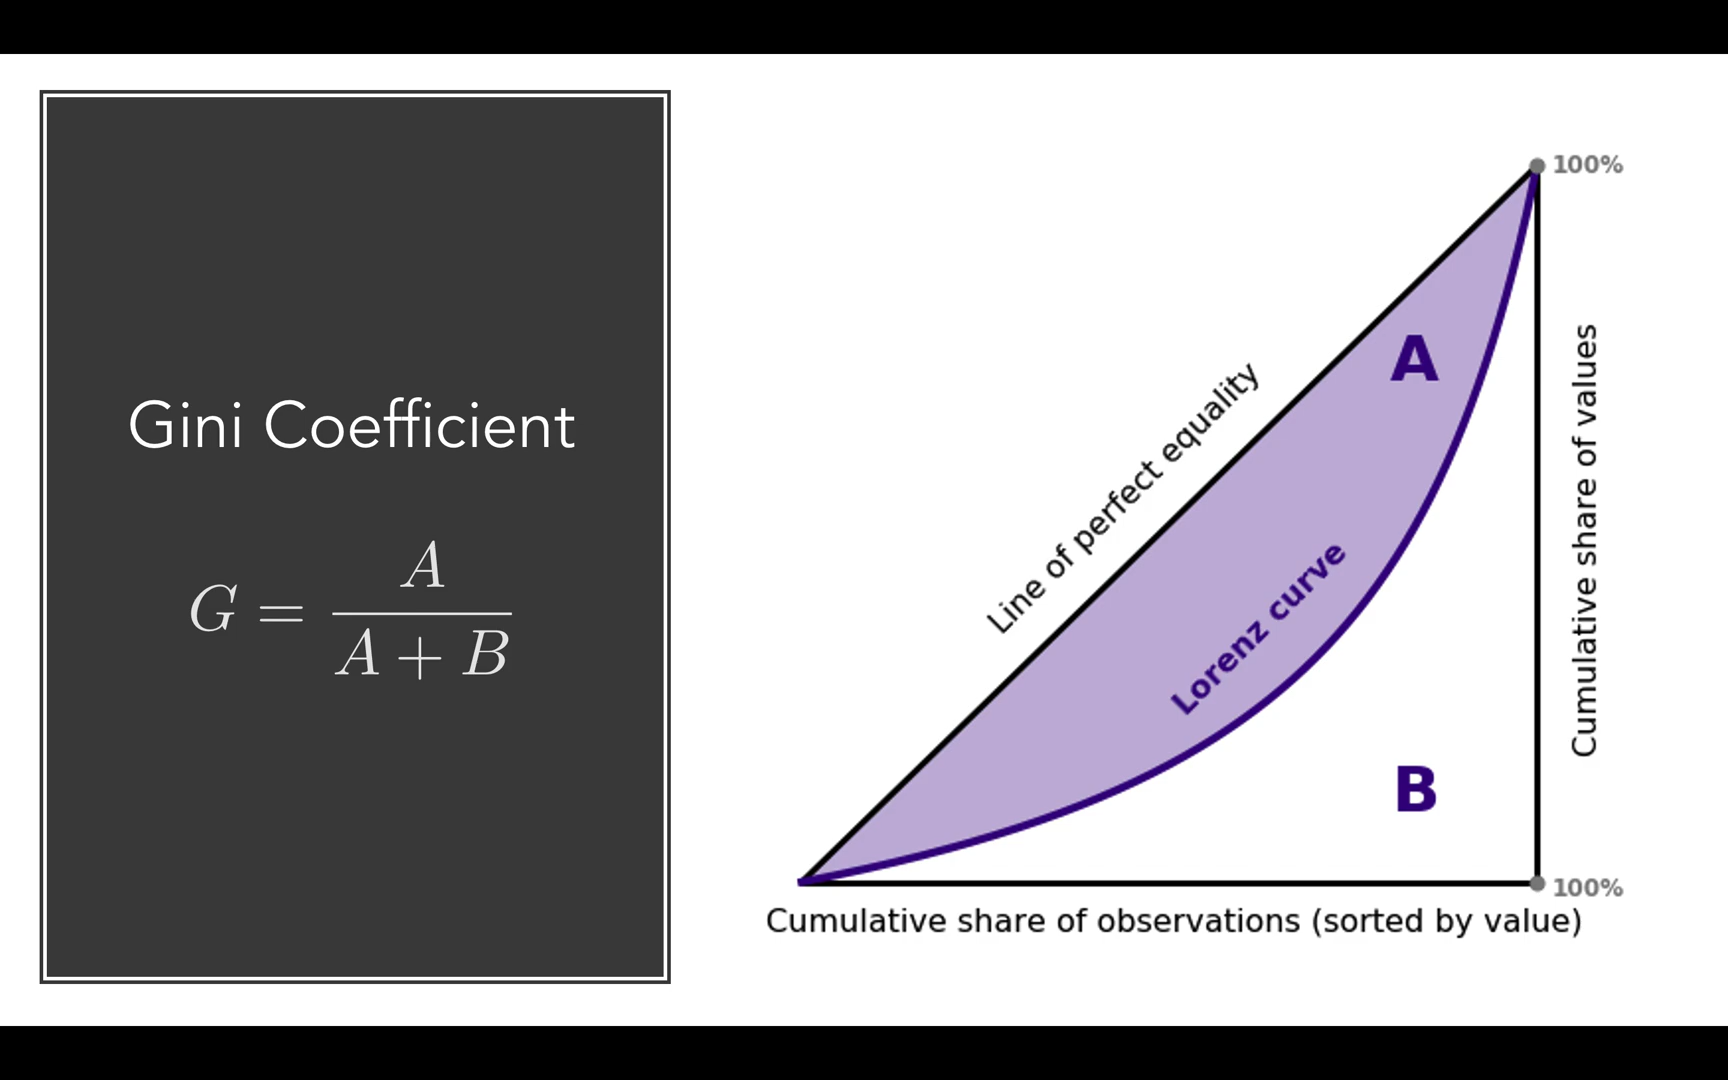 Gini Coefficient
G = A / (A + B)
100%
A
Line of perfect equality
Lorenz curve
Cumulative share of values
B
100%
Cumulative share of observations (sorted by value)